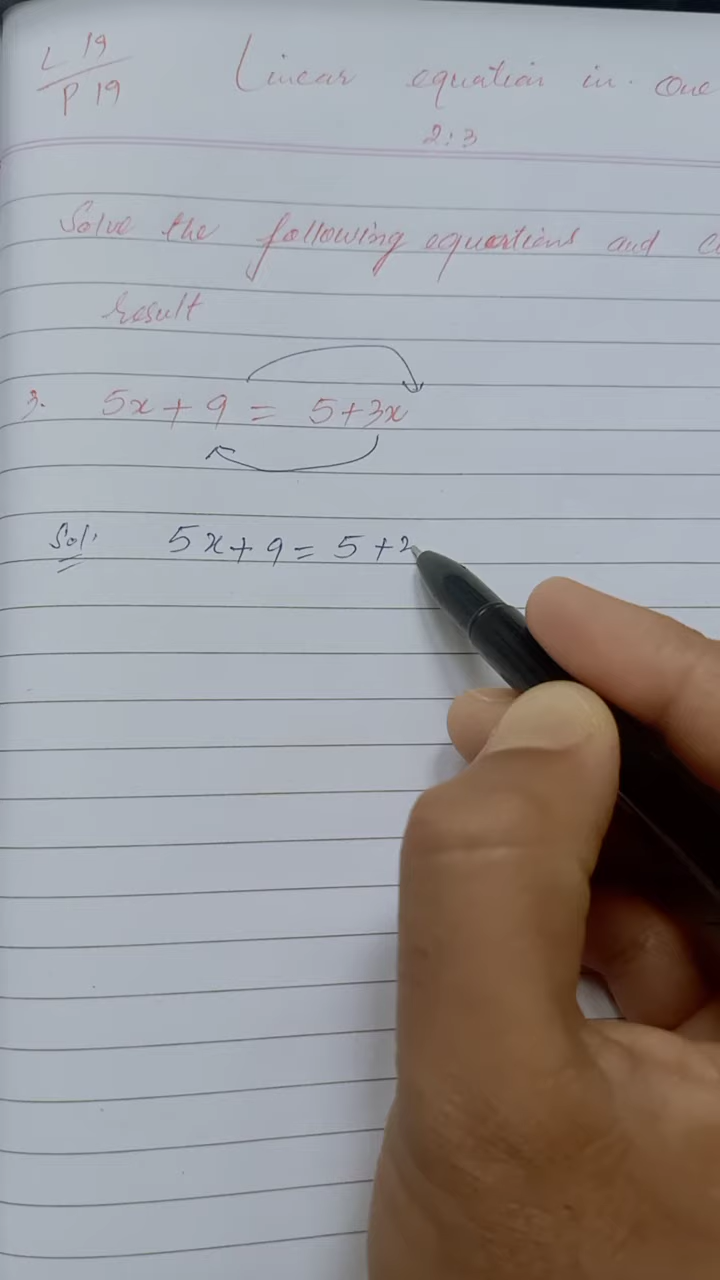 L 19
P 19
Linear equation in one
2:3
Solve the following equations and
result
3. 5x + 9 = 5 + 3x
Sol: 5x + 9 = 5 +